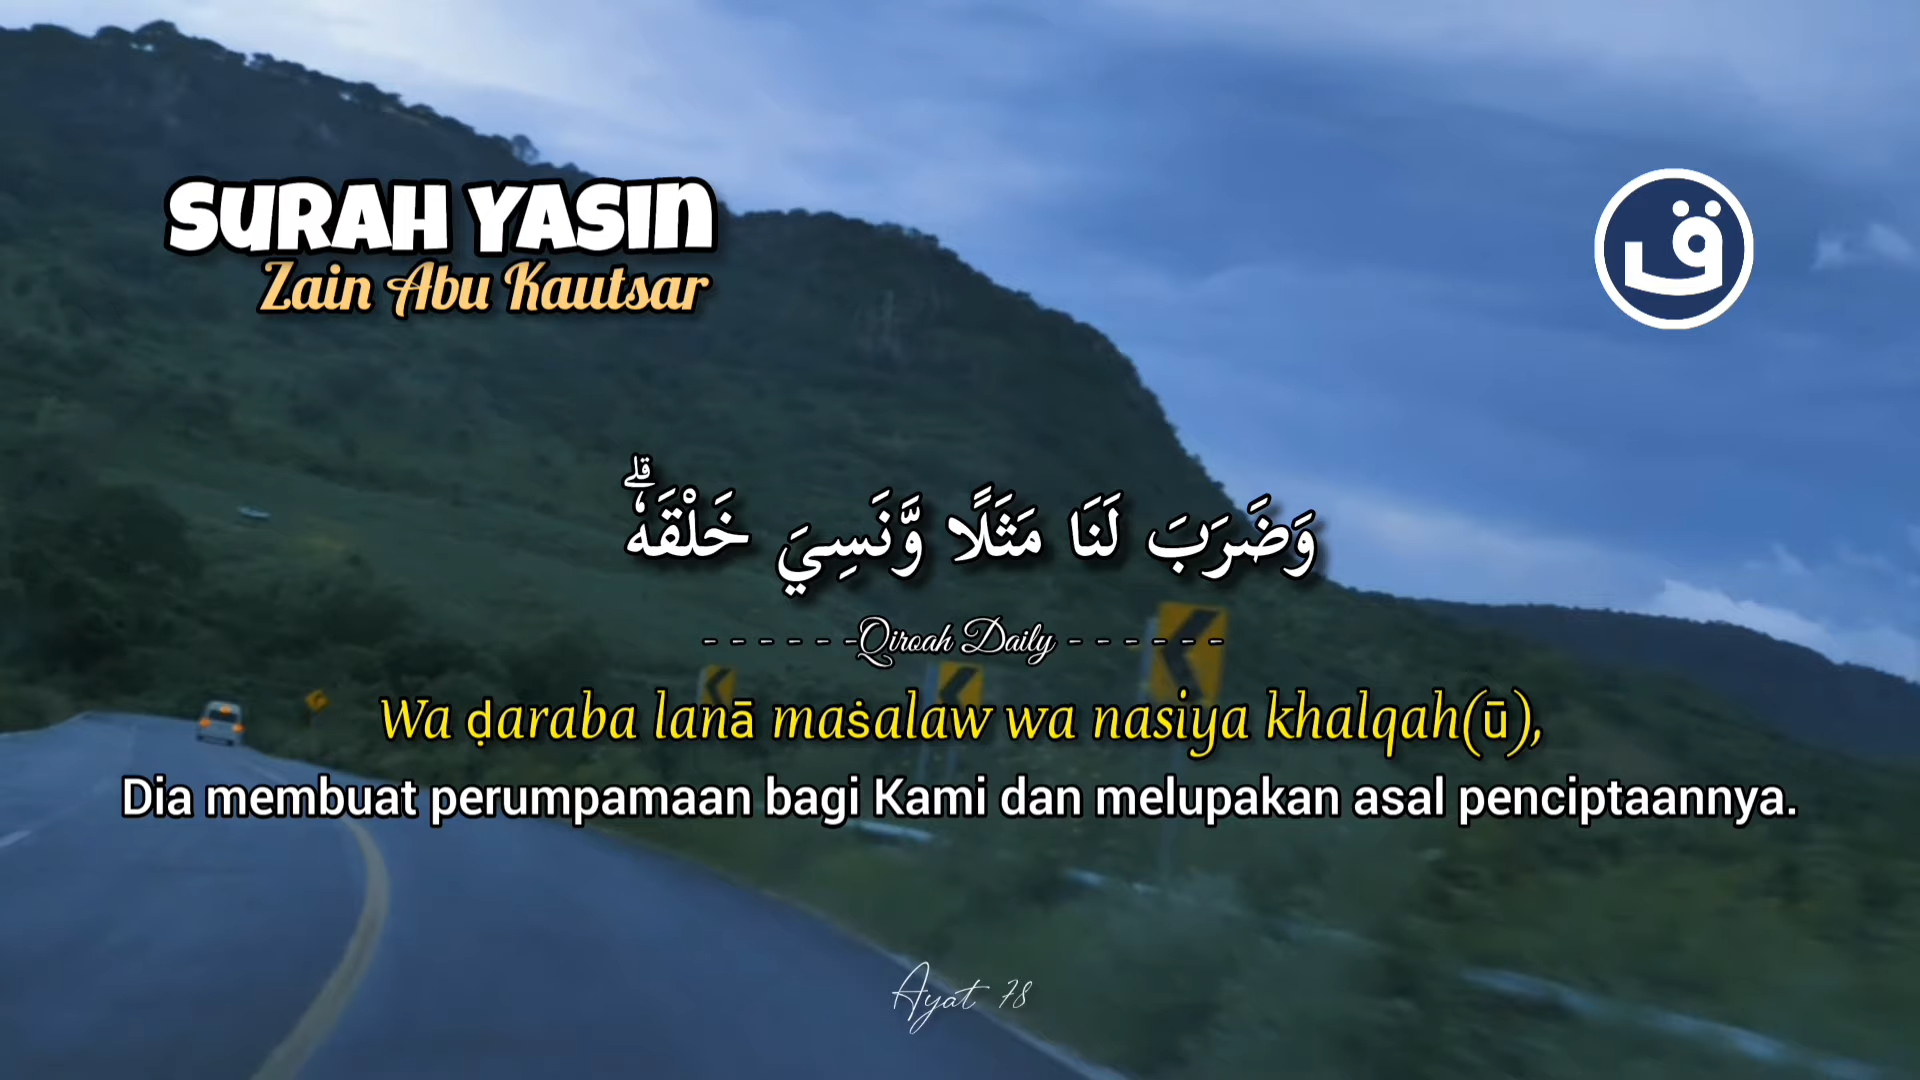 SURAH YASIN
Zain Abu Kautsar
ق
وَضَرَبَ لَنَا مَثَلًا وَّنَسِيَ خَلْقَهٗۗ
- - - - - -Qiroah Daily - - - - - -
Wa ḍaraba lanā maṡalaw wa nasiya khalqah(ū),
Dia membuat perumpamaan bagi Kami dan melupakan asal penciptaannya.
Ayat 78